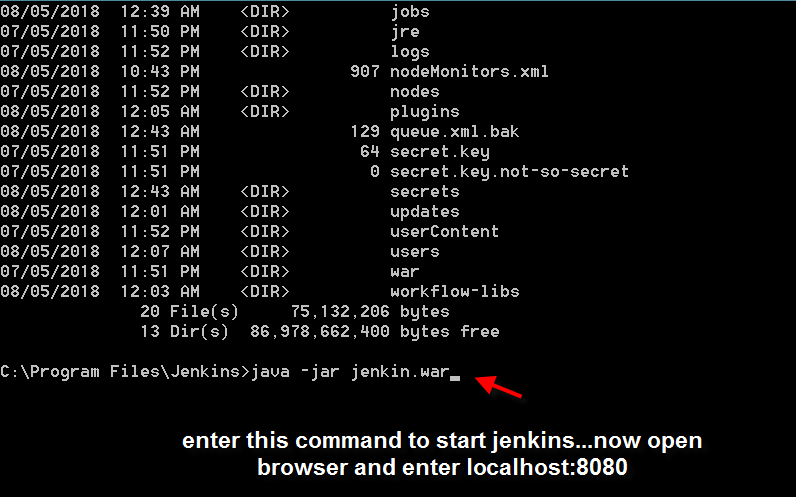 08/05/2018 12:39 AM <DIR> jobs
07/05/2018 11:50 PM <DIR> jre
07/05/2018 11:52 PM <DIR> logs
08/05/2018 10:43 PM 907 nodeMonitors.xml
07/05/2018 11:52 PM <DIR> nodes
08/05/2018 12:05 AM <DIR> plugins
08/05/2018 12:43 AM 129 queue.xml.bak
07/05/2018 11:51 PM 64 secret.key
07/05/2018 11:51 PM 0 secret.key.not-so-secret
08/05/2018 12:43 AM <DIR> secrets
08/05/2018 12:01 AM <DIR> updates
07/05/2018 11:52 PM <DIR> userContent
08/05/2018 12:07 AM <DIR> users
07/05/2018 11:51 PM <DIR> war
08/05/2018 12:03 AM <DIR> workflow-libs
20 File(s) 75,132,206 bytes
13 Dir(s) 86,978,662,400 bytes free
C:\Program Files\Jenkins>java -jar jenkin.war
enter this command to start jenkins...now open
browser and enter localhost:8080